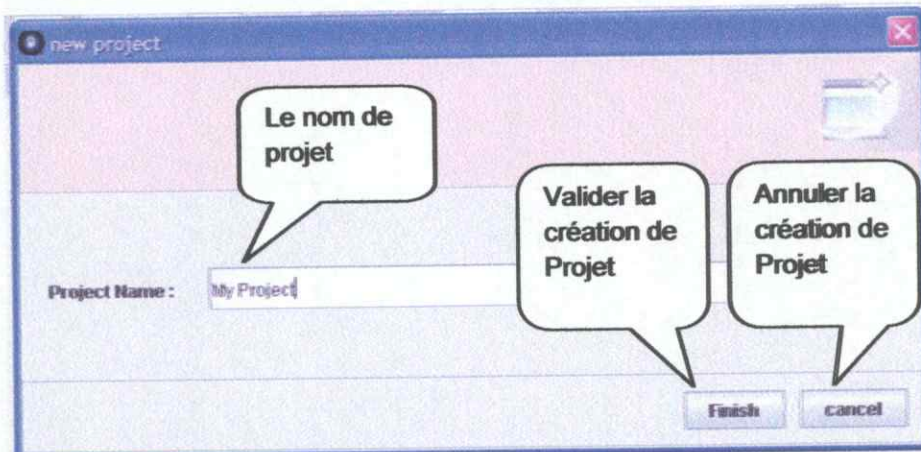 new project
Le nom de
projet
Valider la
création de
Projet
Annuler la
création de
Projet
Project Name :
My Project
Finish
cancel